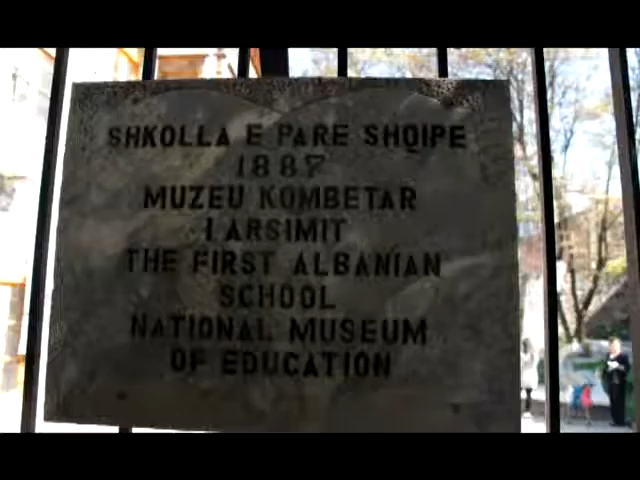 SHKOLLA E PARE SHQIPE
1887
MUZEU KOMBETAR
I ARSIMIT
THE FIRST ALBANIAN
SCHOOL
NATIONAL MUSEUM
OF EDUCATION